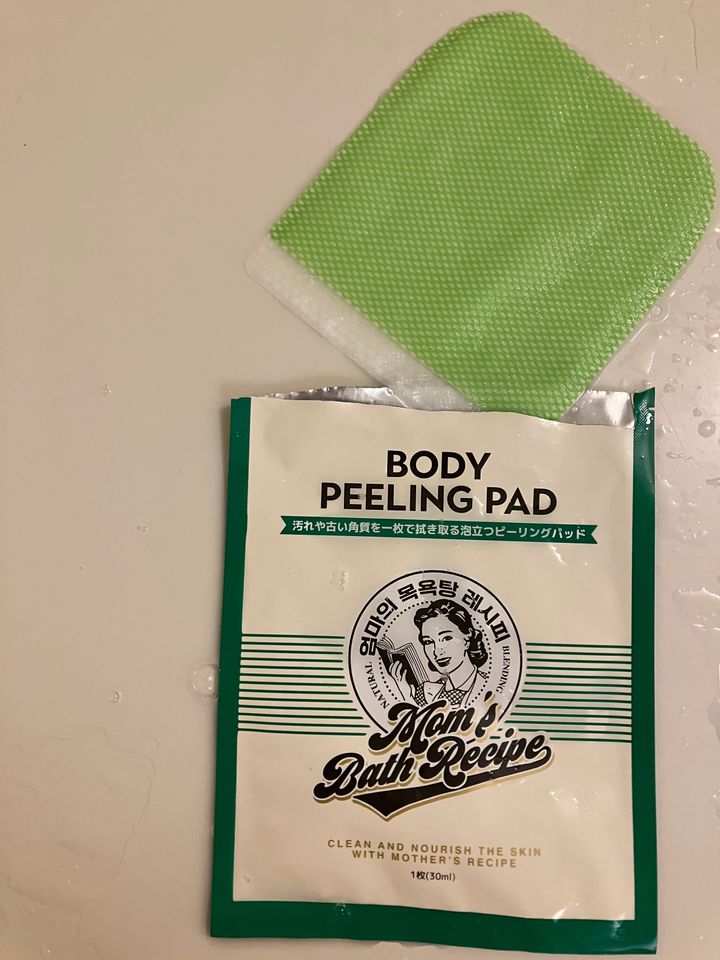 BODY
PEELING PAD
汚れや古い角質を一枚で拭き取る泡立つピーリングパッド
엄마의 목욕탕 레시피
NATURAL
BLENDING
Mom's
Bath Recipe
CLEAN AND NOURISH THE SKIN
WITH MOTHER'S RECIPE
1枚(30ml)